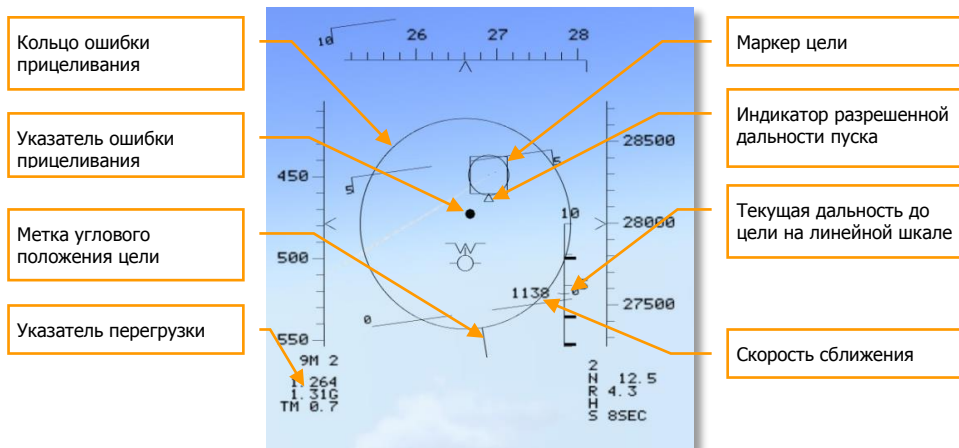 Кольцо ошибки
прицеливания
Указатель ошибки
прицеливания
Метка углового
положения цели
Указатель перегрузки
10
26 27 28
5
5
450
500
550
28500
28000
27500
10
1138
0
9M 2
1.264
1.31G
TM 0.7
2
N 12.5
R 4.3
H
S 8SEC
Маркер цели
Индикатор разрешенной
дальности пуска
Текущая дальность до
цели на линейной шкале
Скорость сближения